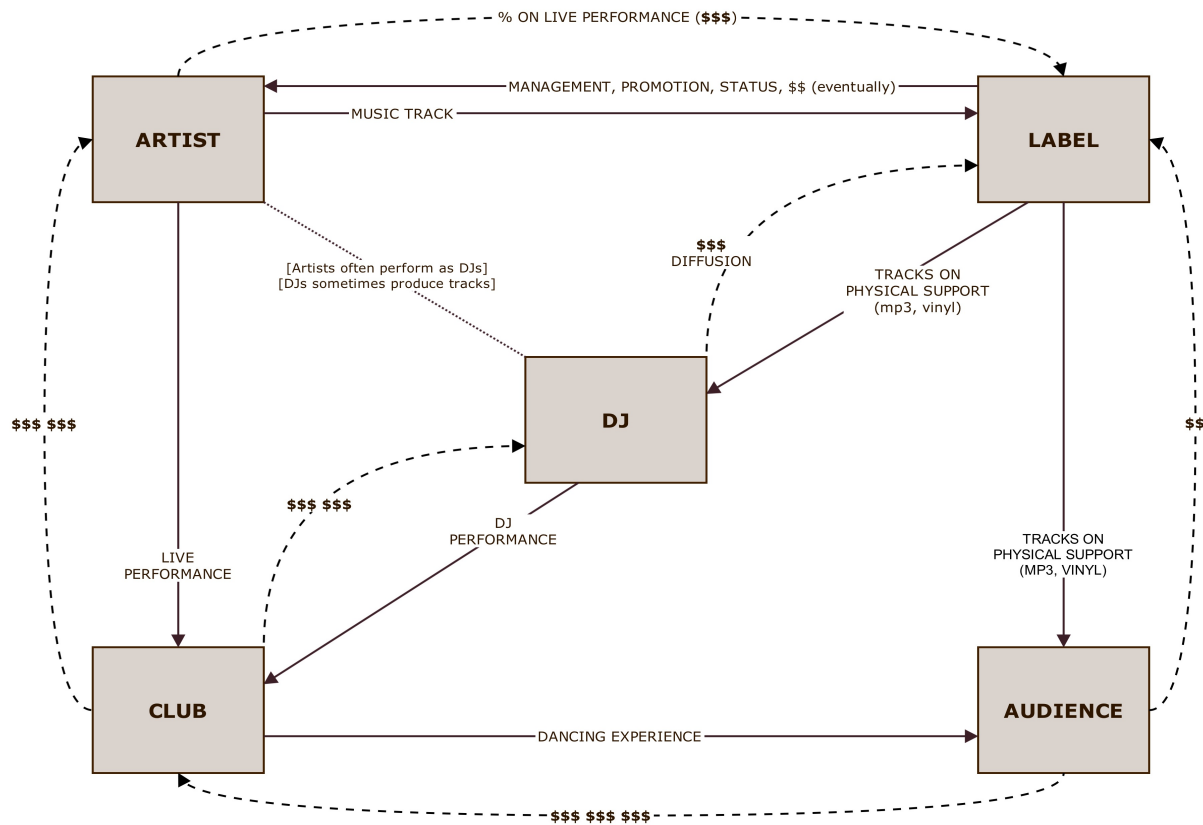 % ON LIVE PERFORMANCE ($$$)
MANAGEMENT, PROMOTION, STATUS, $$ (eventually)
MUSIC TRACK
ARTIST
LABEL
$$$
DIFFUSION
[Artists often perform as DJs]
[DJs sometimes produce tracks]
TRACKS ON
PHYSICAL SUPPORT
(mp3, vinyl)
DJ
$$$ $$$
$$
$$$ $$$
DJ
PERFORMANCE
LIVE
PERFORMANCE
TRACKS ON
PHYSICAL SUPPORT
(MP3, VINYL)
CLUB
AUDIENCE
DANCING EXPERIENCE
$$$ $$$ $$$